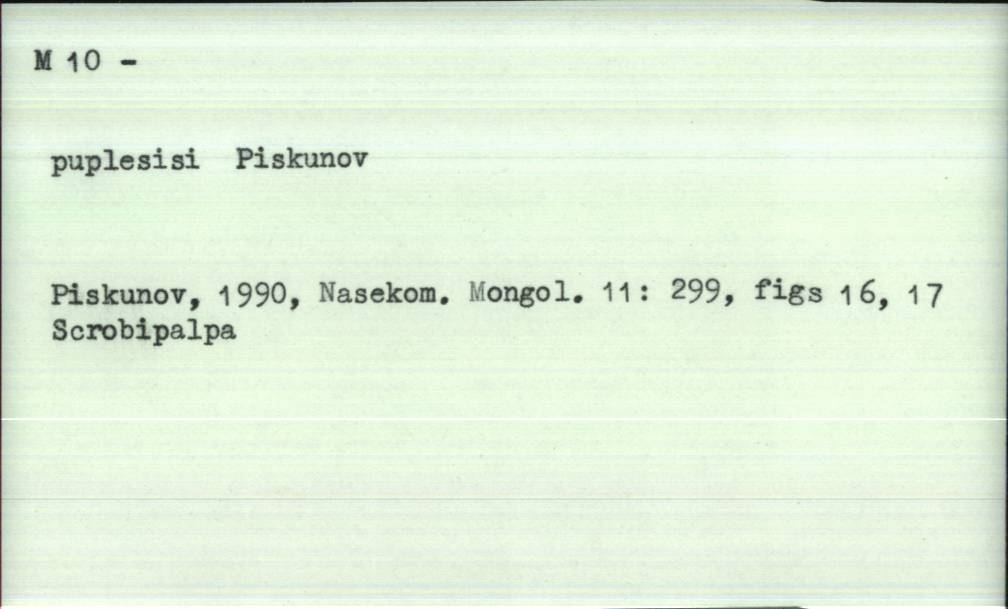 M 10 -
puplesisi Piskunov
Piskunov, 1990, Nasekom. Mongol. 11: 299, figs 16, 17
Scrobipalpa